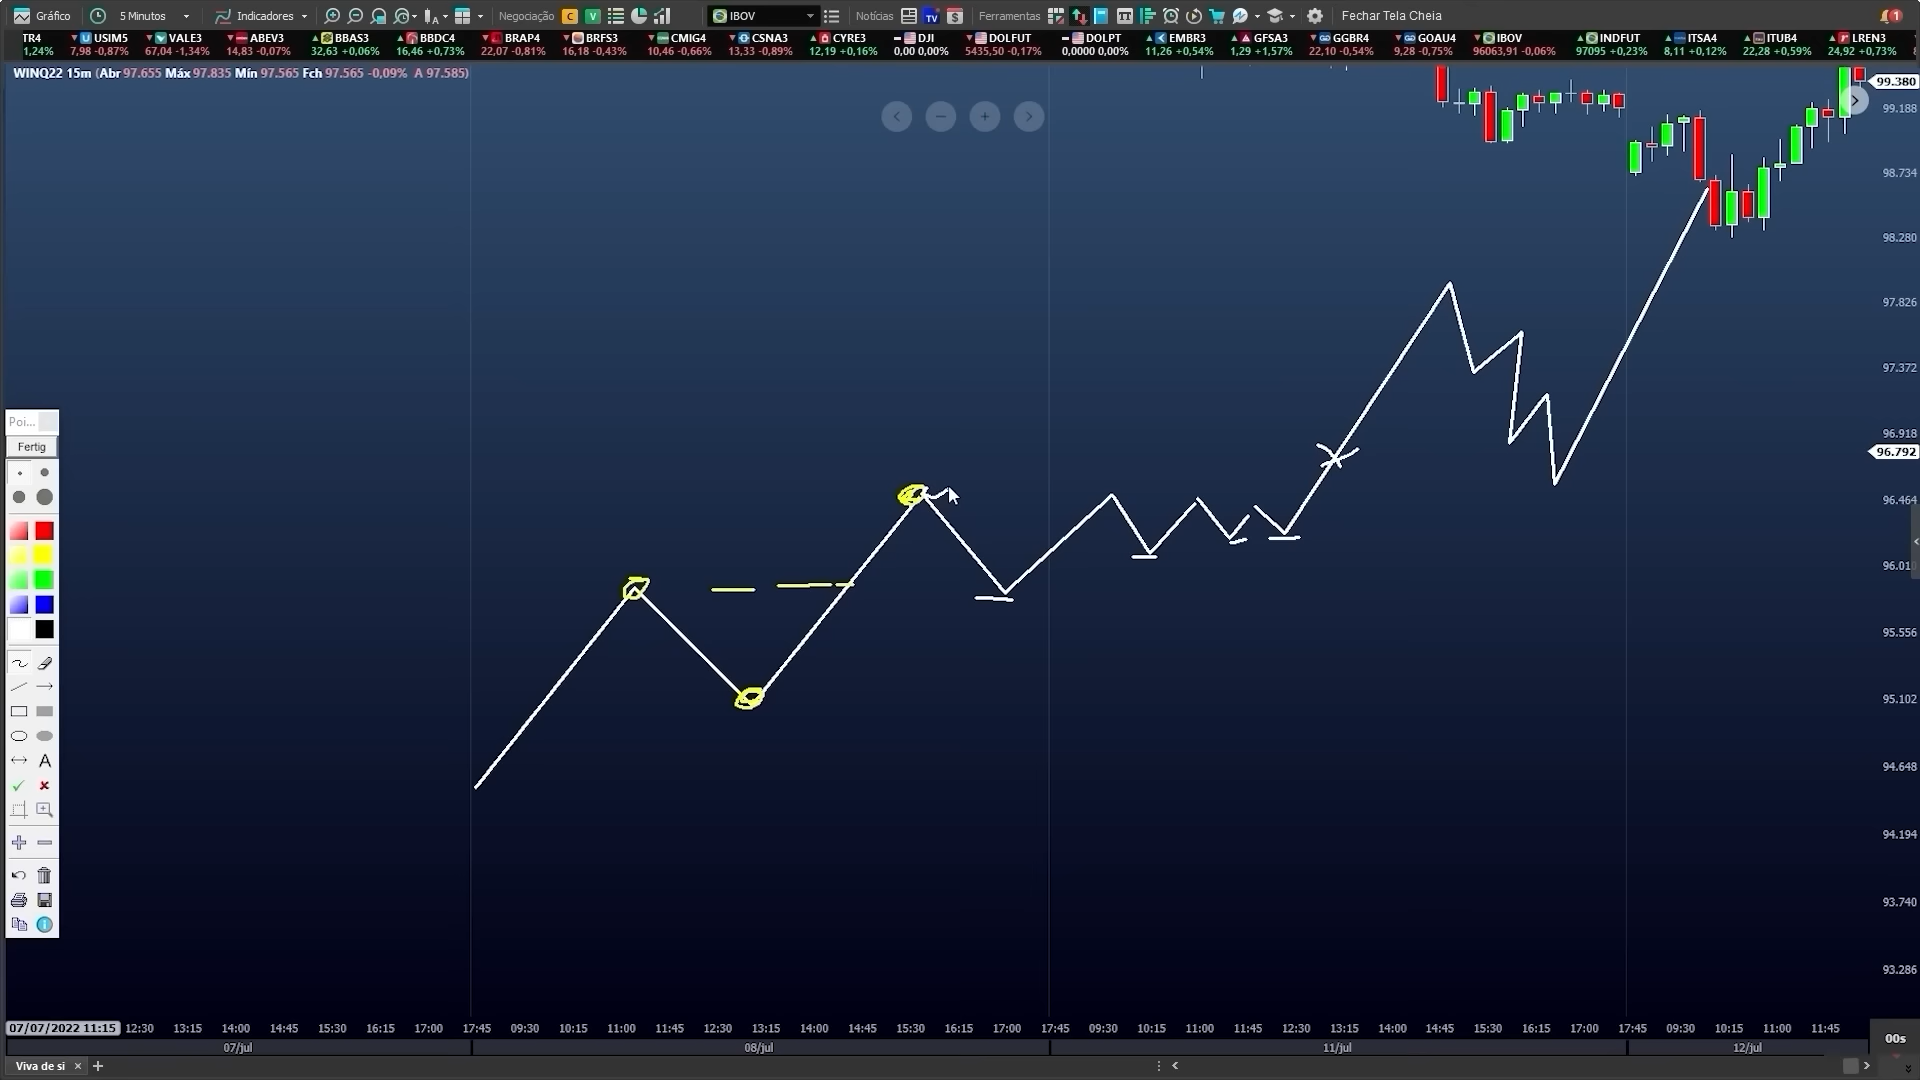 Gráfico 5 Minutos Indicadores Negociação C V IBOV Notícias TV $ Ferramentas Fechar Tela Cheia 1
TR4 USIM5 VALE3 ABEV3 BBAS3 BBDC4 BRAP4 BRFS3 CMIG4 CSNA3 CYRE3 DJI DOLFUT DOLPT EMBR3 GFSA3 GGBR4 GOAU4 IBOV INDFUT ITSA4 ITUB4 LREN3
1,24% 7,98 -0,87% 67,04 -1,34% 14,83 -0,07% 32,63 +0,06% 16,46 +0,73% 22,07 -0,81% 16,18 -0,43% 10,46 -0,66% 13,33 -0,89% 12,19 +0,16% 0,00 0,00% 5435,50 -0,17% 0,0000 0,00% 11,26 +0,54% 1,29 +1,57% 22,10 -0,54% 9,28 -0,75% 96063,91 -0,06% 97095 +0,23% 8,11 +0,12% 22,28 +0,59% 24,92 +0,73%
WINQ22 15m (Abr 97.655 Máx 97.835 Mín 97.565 Fch 97.565 -0,09% A 97.585)
99.380
99.188
98.734
98.280
97.826
97.372
96.918
96.792
96.464
96.01
95.556
95.102
94.648
94.194
93.740
93.286
Poi...
Fertig
A
07/07/2022 11:15 12:30 13:15 14:00 14:45 15:30 16:15 17:00 17:45 09:30 10:15 11:00 11:45 12:30 13:15 14:00 14:45 15:30 16:15 17:00 17:45 09:30 10:15 11:00 11:45 12:30 13:15 14:00 14:45 15:30 16:15 17:00 17:45 09:30 10:15 11:00 11:45
00s
07/jul 08/jul 11/jul 12/jul
Viva de si